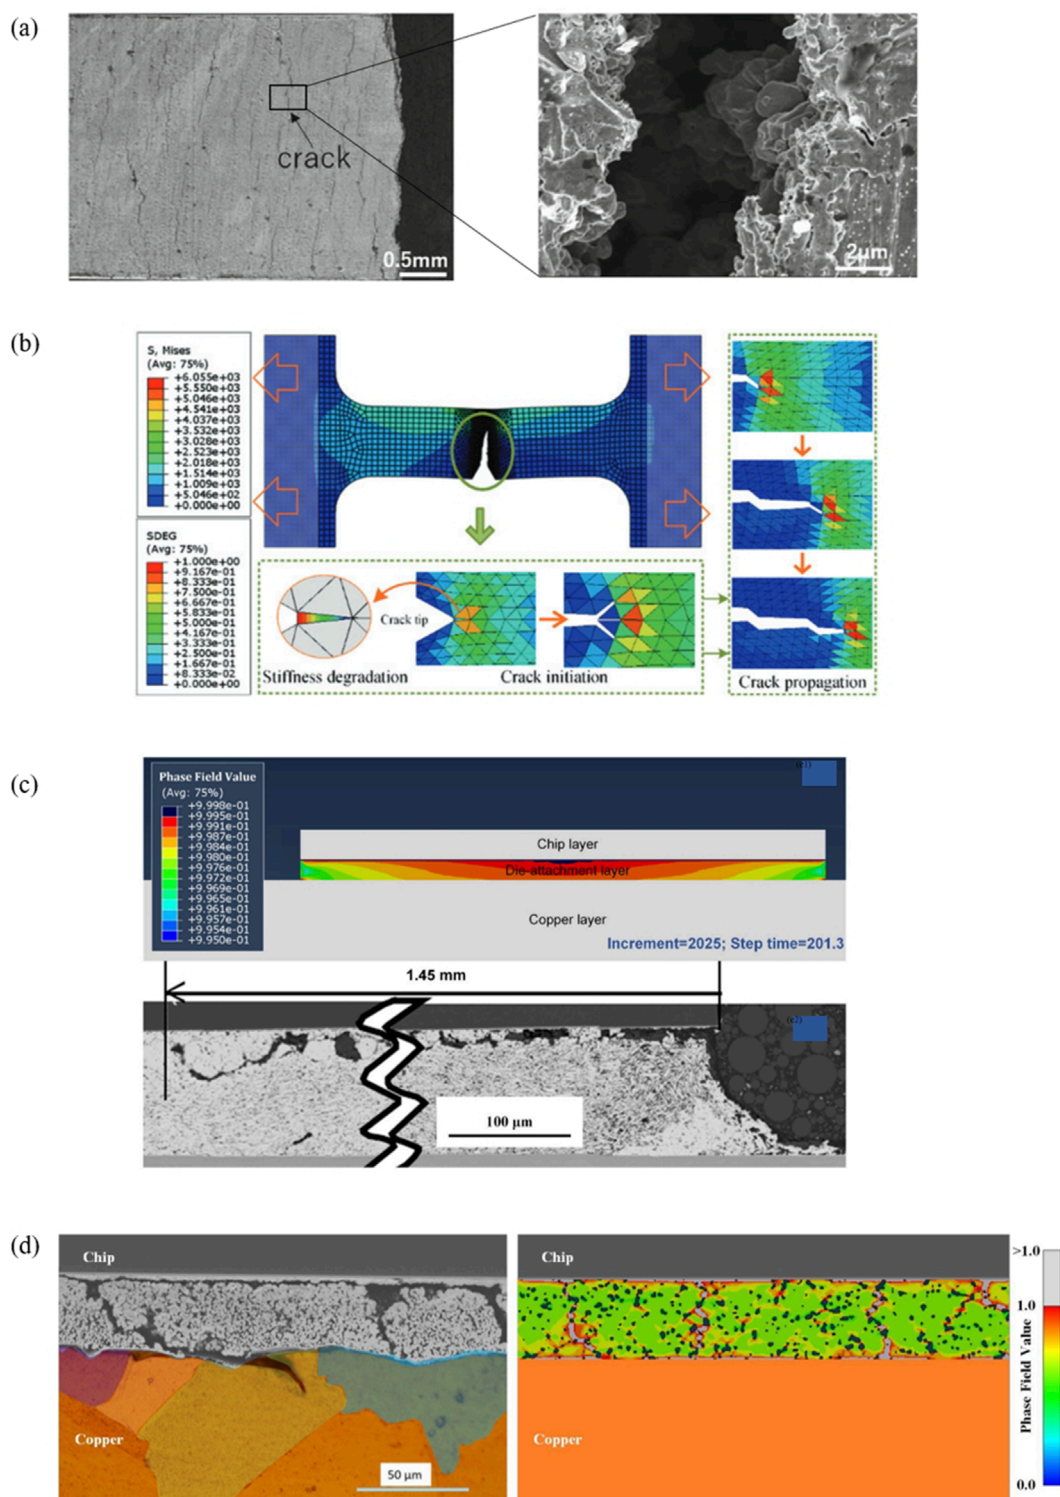 (a)
crack
0.5mm
2μm
(b)
S, Mises
(Avg: 75%)
+6.055e+03
+5.550e+03
+5.046e+03
+4.541e+03
+4.037e+03
+3.532e+03
+3.028e+03
+2.523e+03
+2.018e+03
+1.514e+03
+1.009e+03
+5.046e+02
+0.000e+00
SDEG
(Avg: 75%)
+1.000e+00
+9.167e-01
+8.333e-01
+7.500e-01
+6.667e-01
+5.833e-01
+5.000e-01
+4.167e-01
+3.333e-01
+2.500e-01
+1.667e-01
+8.333e-02
+0.000e+00
Crack tip
Stiffness degradation
Crack initiation
Crack propagation
(c)
Phase Field Value
(Avg: 75%)
+9.998e-01
+9.995e-01
+9.991e-01
+9.987e-01
+9.984e-01
+9.980e-01
+9.976e-01
+9.972e-01
+9.969e-01
+9.965e-01
+9.961e-01
+9.957e-01
+9.954e-01
+9.950e-01
(c1)
Chip layer
Die-attachment layer
Copper layer
Increment=2025; Step time=201.3
1.45 mm
(c2)
100 μm
(d)
Chip
Copper
50 μm
Chip
Copper
>1.0
1.0
Phase Field Value
0.0